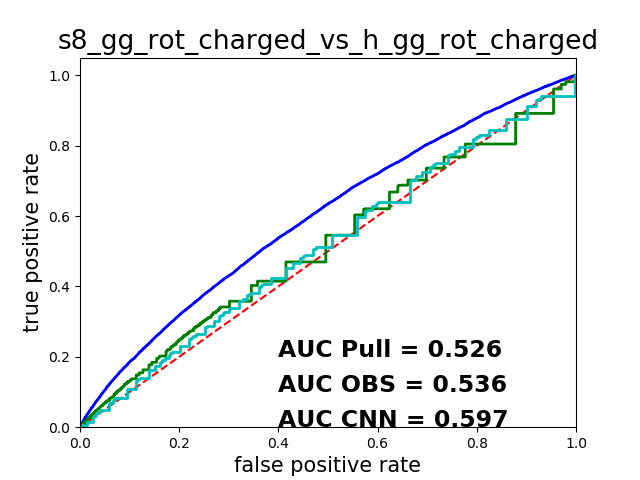 s8_gg_rot_charged_vs_h_gg_rot_charged
true positive rate
1.0
0.8
0.6
0.4
0.2
0.0
AUC Pull = 0.526
AUC OBS = 0.536
AUC CNN = 0.597
0.0 0.2 0.4 0.6 0.8 1.0
false positive rate